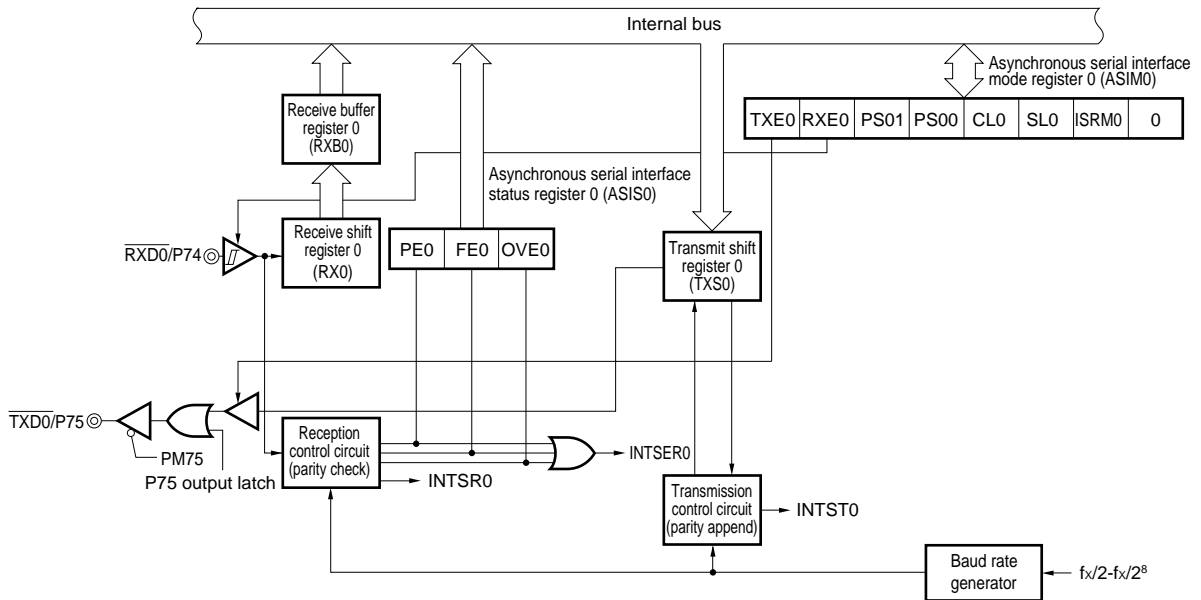 Internal bus
Asynchronous serial interface
mode register 0 (ASIM0)
Receive buffer
register 0
(RXB0)
TXE0 RXE0 PS01 PS00 CL0 SL0 ISRM0 0
Asynchronous serial interface
status register 0 (ASIS0)
RXD0/P74
Receive shift
register 0
(RX0)
PE0 FE0 OVE0
Transmit shift
register 0
(TXS0)
TXD0/P75
PM75
P75 output latch
Reception
control circuit
(parity check)
INTSER0
INTSR0
Transmission
control circuit
(parity append)
INTST0
Baud rate
generator
fx/2-fx/2⁸